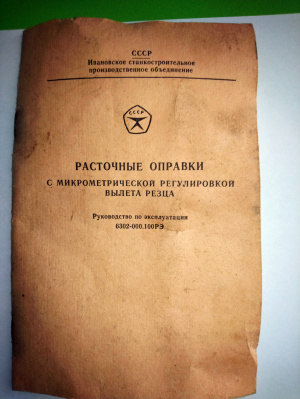 СССР
Ивановское станкостроительное
производственное объединение
СССР
РАСТОЧНЫЕ ОПРАВКИ
С МИКРОМЕТРИЧЕСКОЙ РЕГУЛИРОВКОЙ
ВЫЛЕТА РЕЗЦА
Руководство по эксплуатации
6302-000.100РЭ